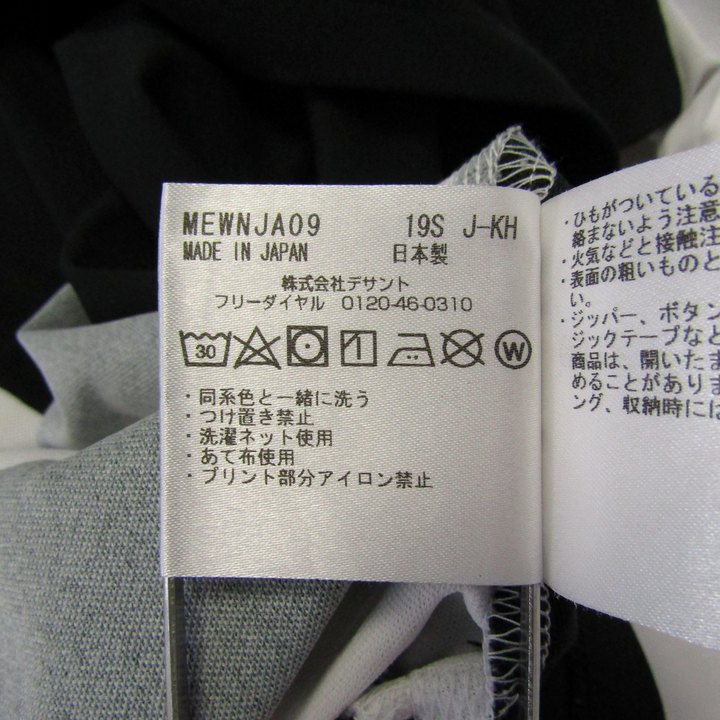 MEWNJA09 19S J-KH
MADE IN JAPAN 日本製
株式会社デサント
フリーダイヤル 0120-46-0310
30 W
・同系色と一緒に洗う
・つけ置き禁止
・洗濯ネット使用
・あて布使用
・プリント部分アイロン禁止
・ひもがついている
絡まないよう注意
・火気などと接触注
・表面の粗いものと
い。
・ジッパー、ボタン
ジックテープなど
商品は、開いたま
めることがありま
ング、収納時には